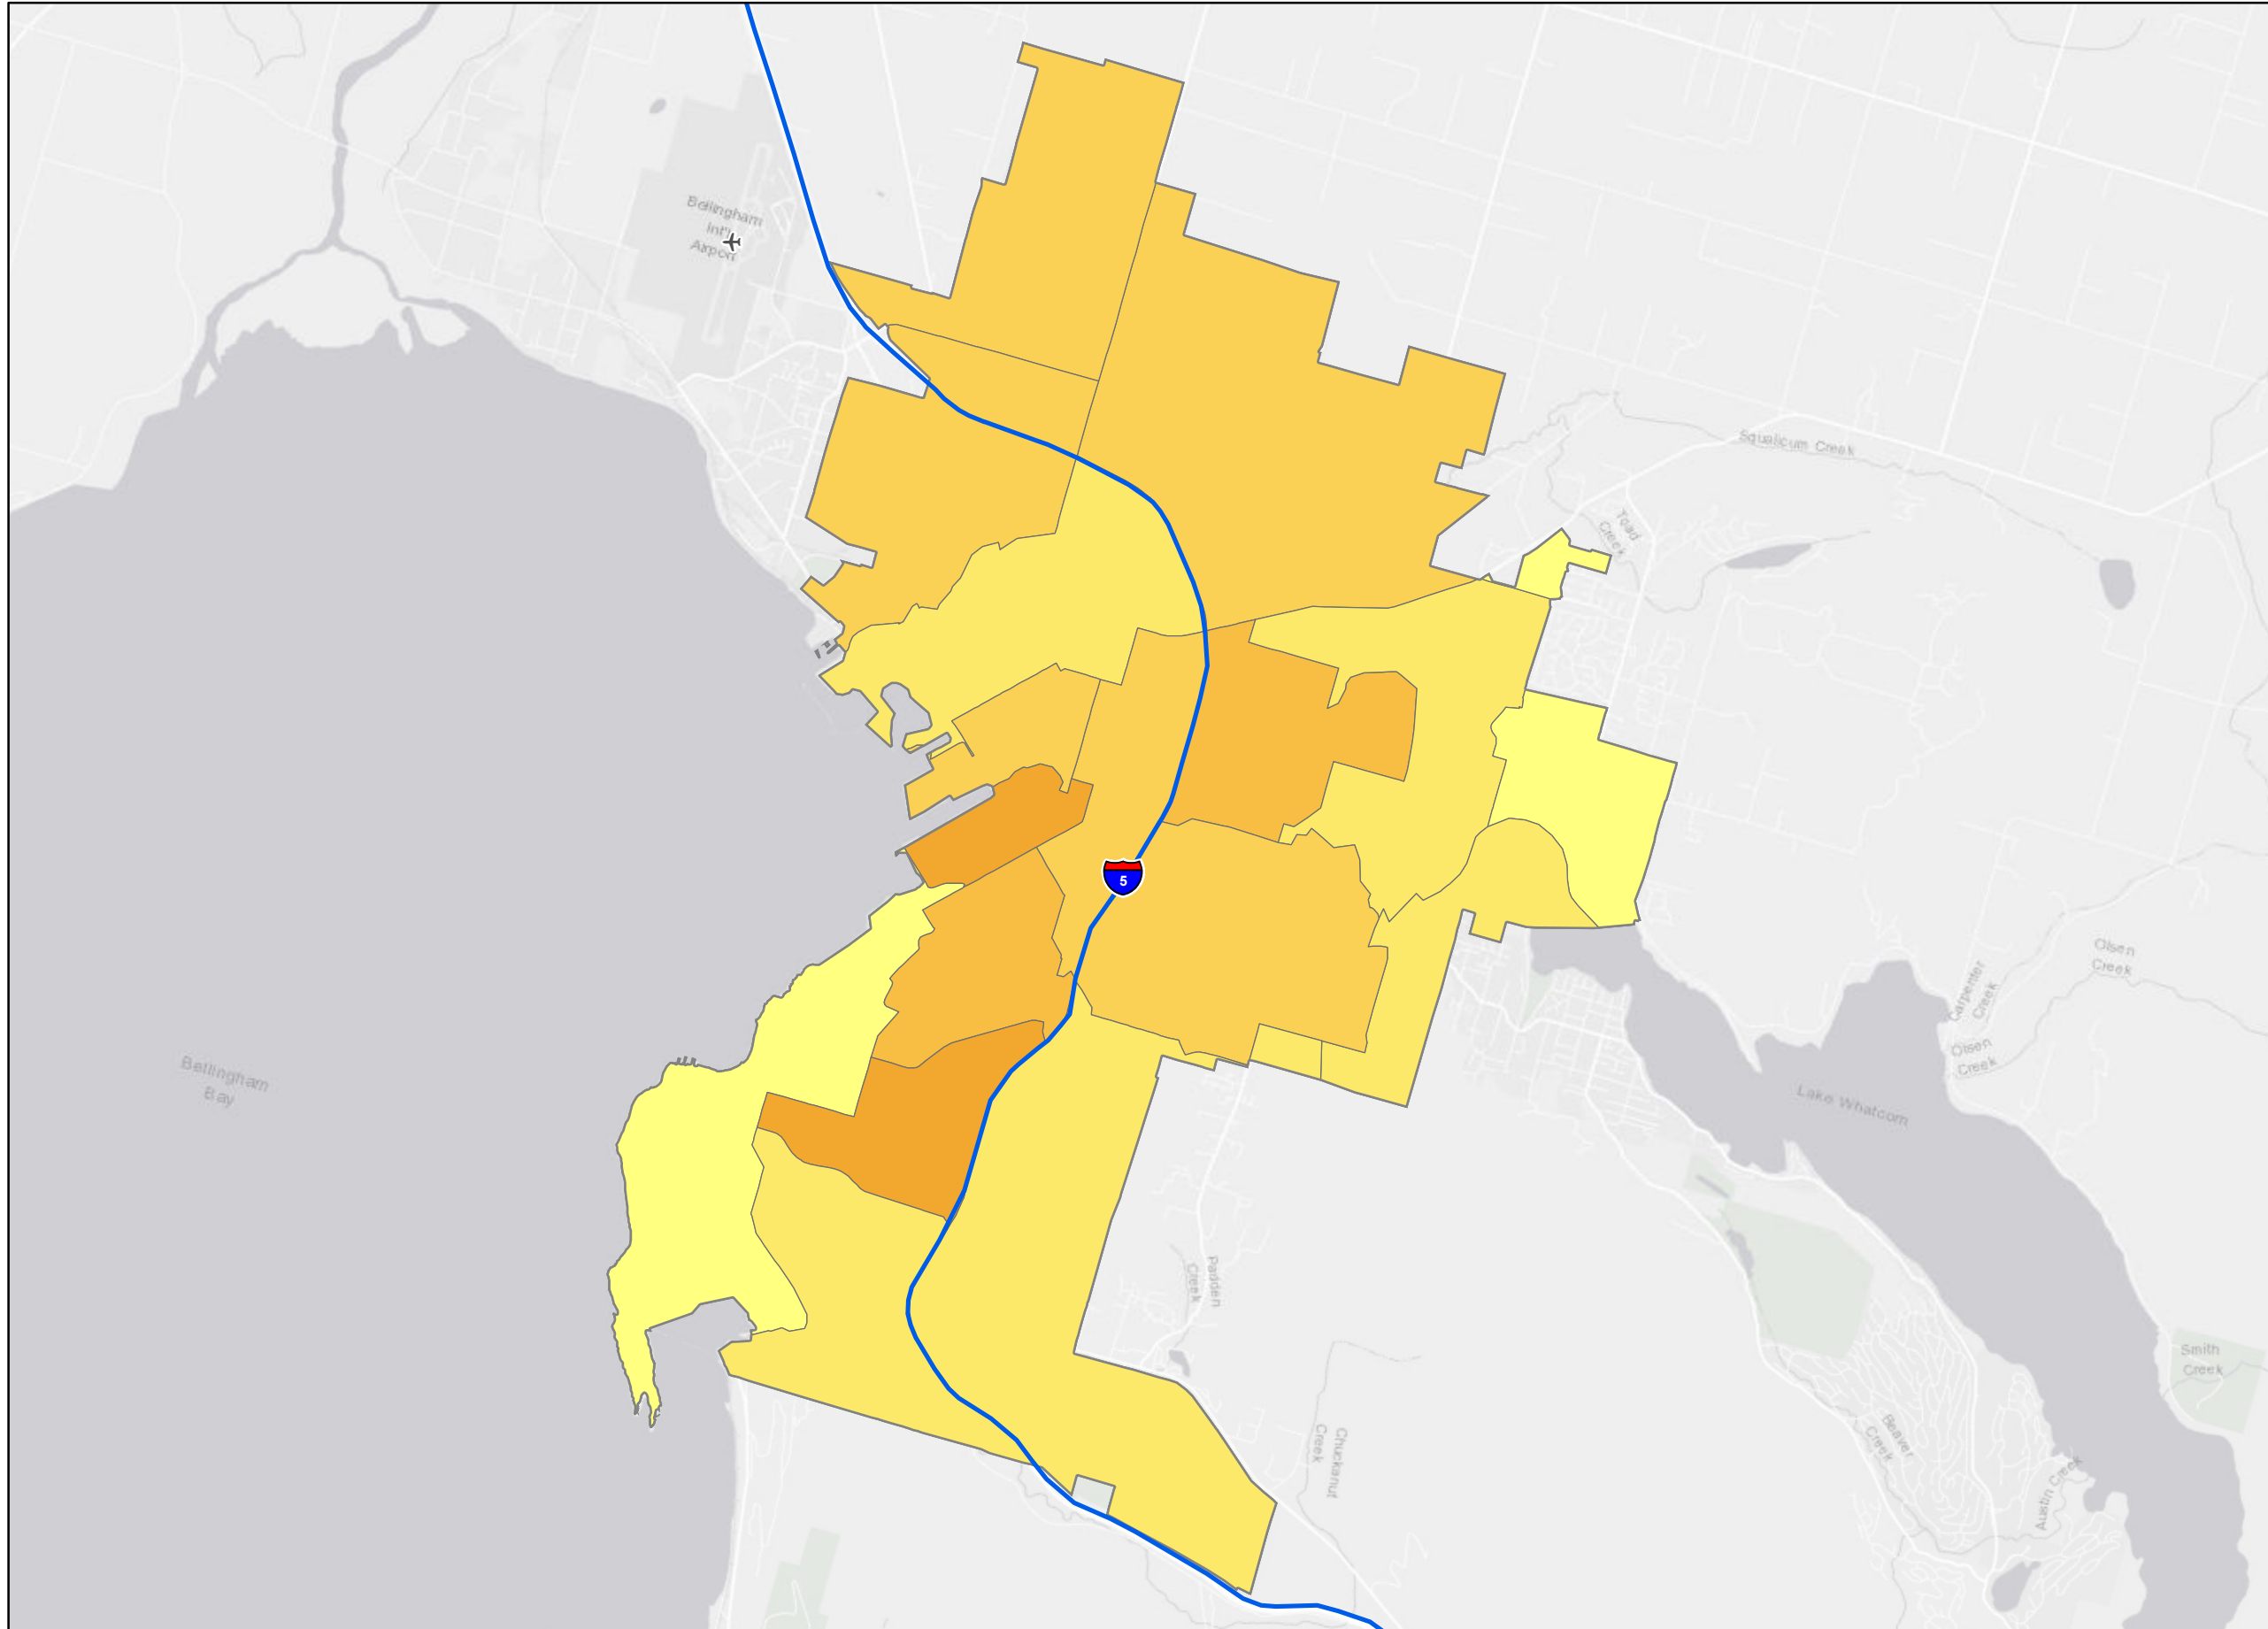 Bellingham
Int'l
Airport
Squalicum Creek
Toad
Creek
5
Olsen
Creek
Carpenter
Creek
Olsen
Creek
Bellingham
Bay
Lake Whatcom
Padden
Creek
Smith
Creek
Chuckanut
Creek
Beaver
Creek
Austin Creek